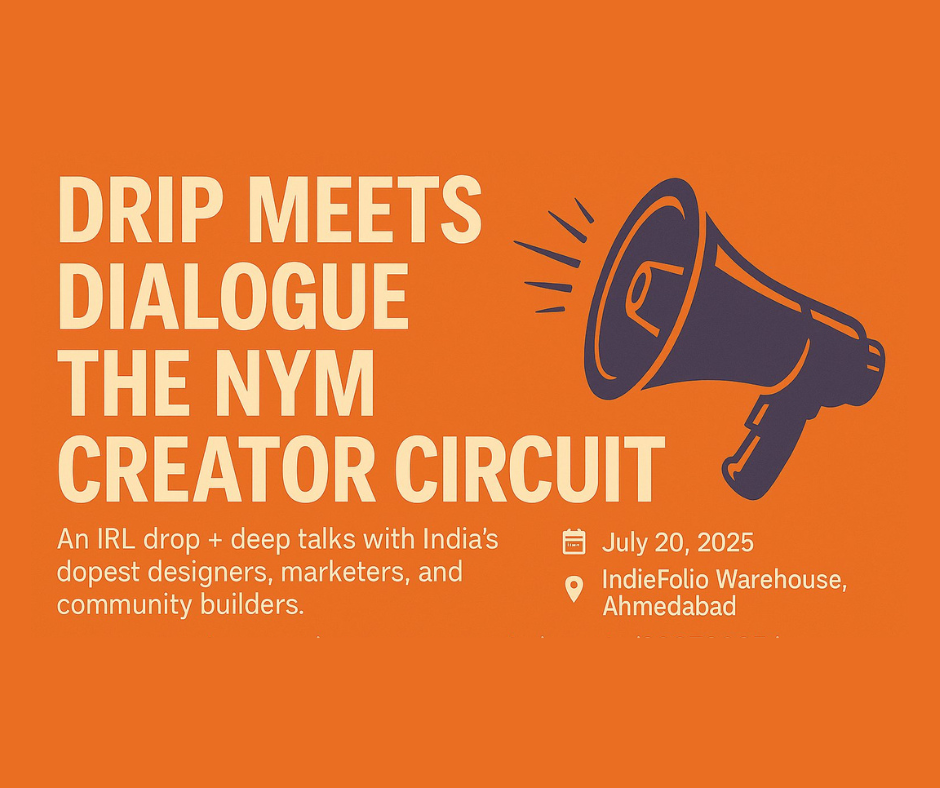 DRIP MEETS
DIALOGUE
THE NYM
CREATOR CIRCUIT
An IRL drop + deep talks with India's
dopest designers, marketers, and
community builders.
July 20, 2025
IndieFolio Warehouse,
Ahmedabad